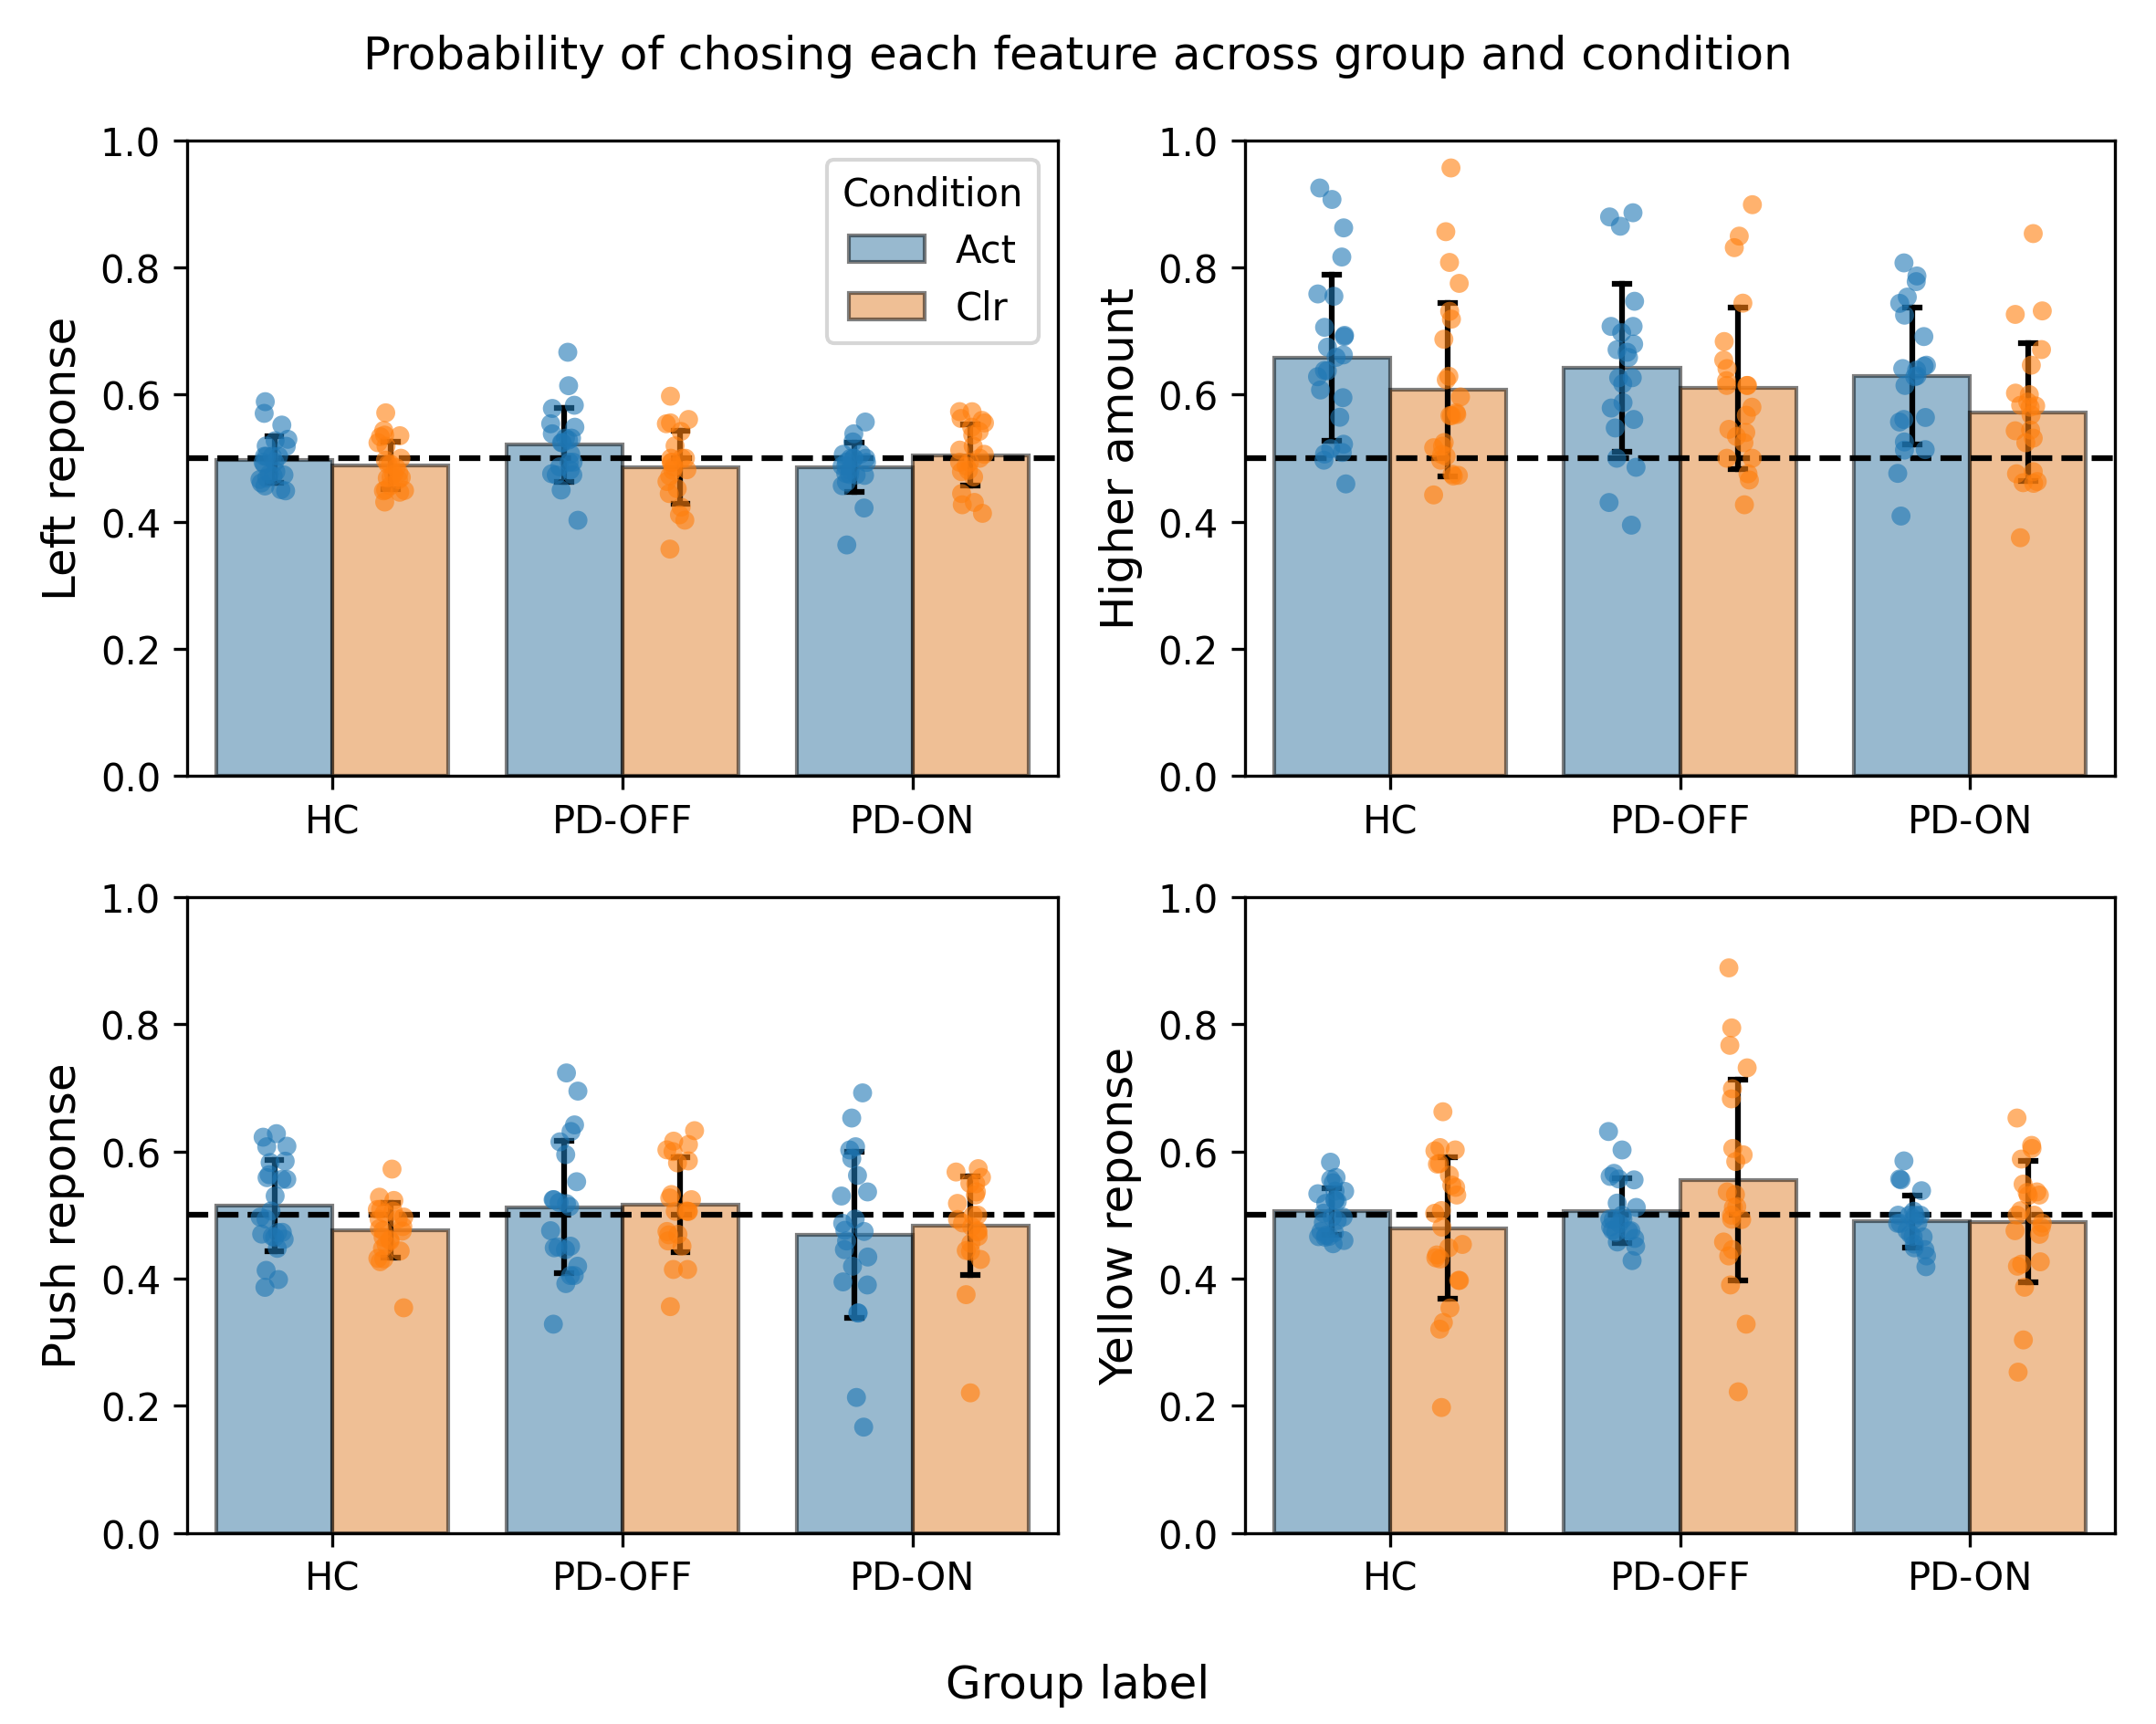 Probability of chosing each feature across group and condition
Left reponse
1.0
0.8
0.6
0.4
0.2
0.0
Condition
Act
Clr
HC
PD-OFF
PD-ON
Higher amount
1.0
0.8
0.6
0.4
0.2
0.0
HC
PD-OFF
PD-ON
Push reponse
1.0
0.8
0.6
0.4
0.2
0.0
HC
PD-OFF
PD-ON
Yellow reponse
1.0
0.8
0.6
0.4
0.2
0.0
HC
PD-OFF
PD-ON
Group label